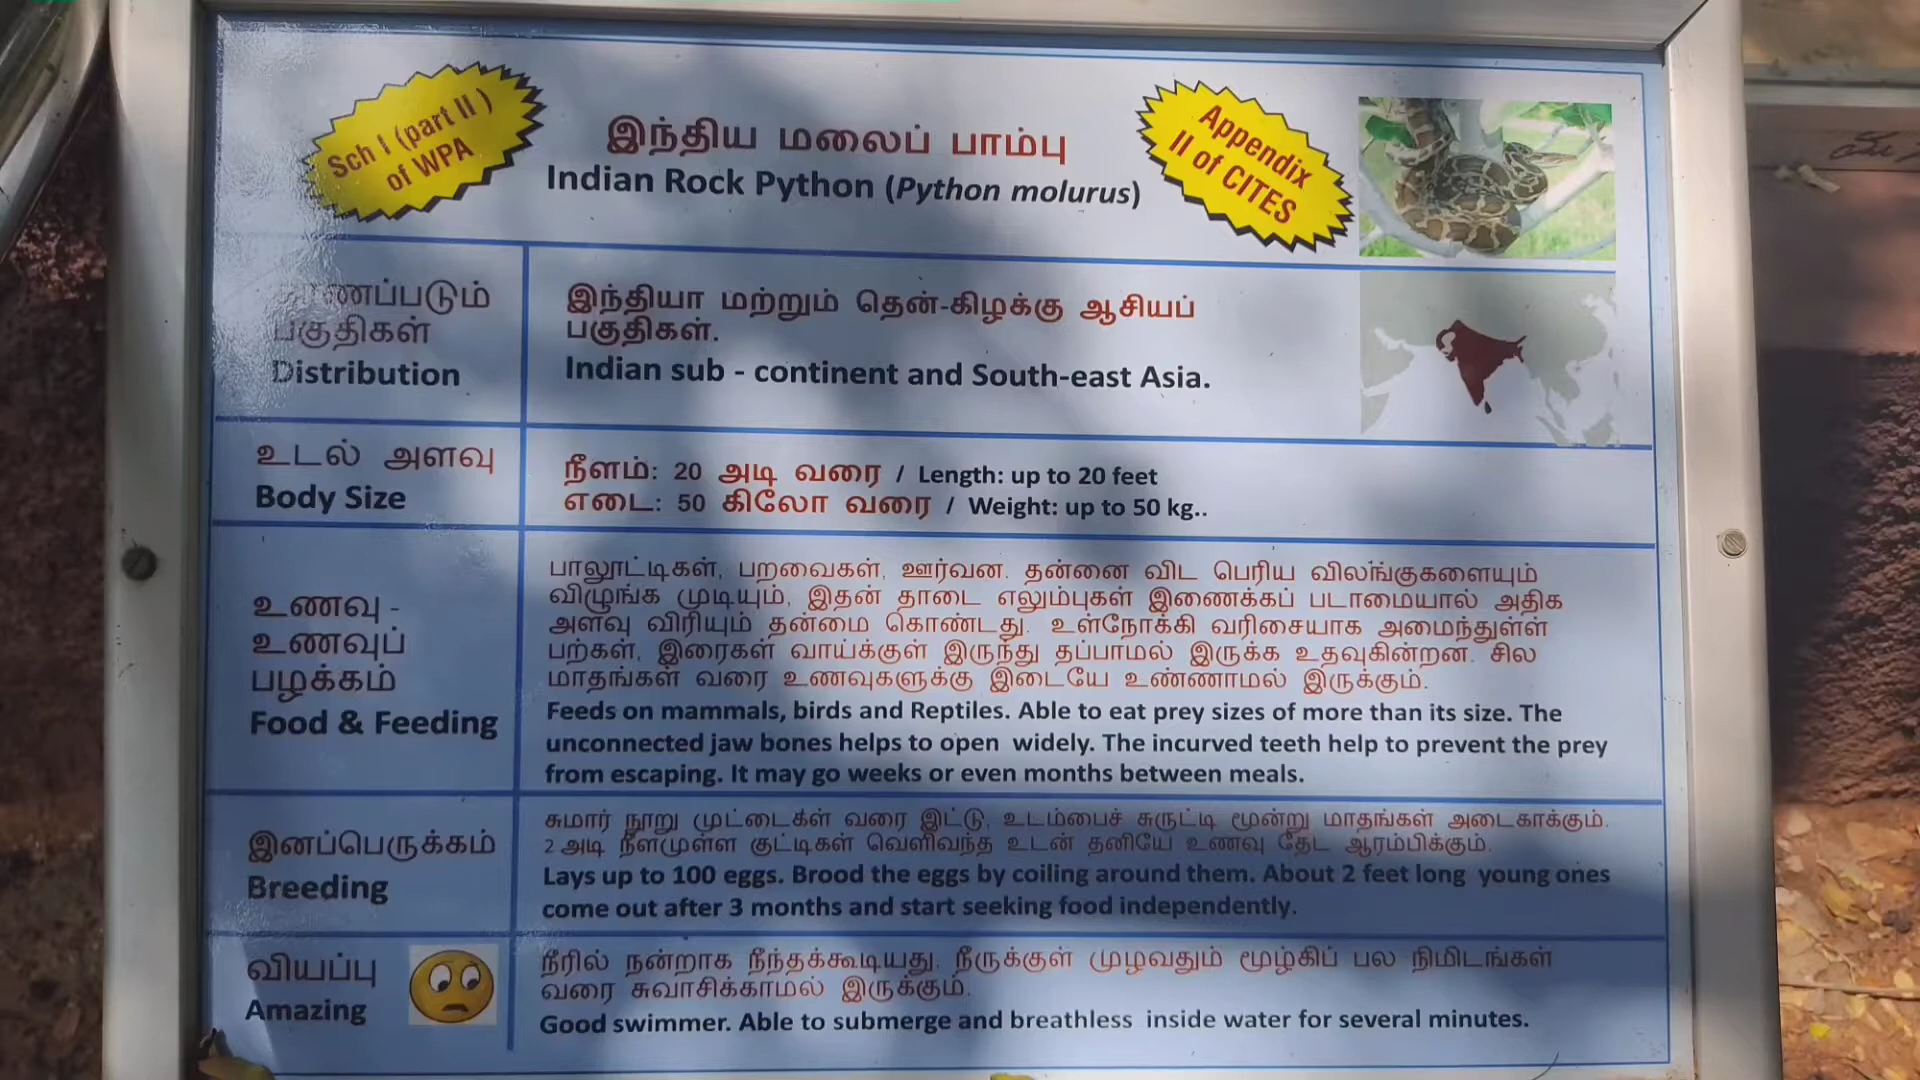 Sch I (part II )
of WPA
இந்திய மலைப் பாம்பு
Indian Rock Python (Python molurus)
Appendix
II of CITES
பகுதிகள்
Distribution
இந்தியா மற்றும் தென்-கிழக்கு ஆசியப்
பகுதிகள்.
Indian sub - continent and South-east Asia.
உடல் அளவு
Body Size
நீளம்: 20 அடி வரை / Length: up to 20 feet
எடை: 50 கிலோ வரை / Weight: up to 50 kg..
உணவு -
உணவுப்
பழக்கம்
Food & Feeding
பாலூட்டிகள், பறவைகள், ஊர்வன. தன்னை விட பெரிய விலங்குகளையும்
விழுங்க முடியும். இதன் தாடை எலும்புகள் இணைக்கப் படாமையால் அதிக
அளவு விரியும் தன்மை கொண்டது. உள்நோக்கி வரிசையாக அமைந்துள்ள்
பற்கள், இரைகள் வாய்க்குள் இருந்து தப்பாமல் இருக்க உதவுகின்றன. சில
மாதங்கள் வரை உணவுகளுக்கு இடையே உண்ணாமல் இருக்கும்.
Feeds on mammals, birds and Reptiles. Able to eat prey sizes of more than its size. The
unconnected jaw bones helps to open widely. The incurved teeth help to prevent the prey
from escaping. It may go weeks or even months between meals.
இனப்பெருக்கம்
Breeding
சுமார் நூறு முட்டைகள் வரை இட்டு, உடம்பைச் சுருட்டி மூன்று மாதங்கள் அடைகாக்கும்.
2 அடி நீளமுள்ள குட்டிகள் வெளிவந்த உடன் தனியே உணவு தேட ஆரம்பிக்கும்.
Lays up to 100 eggs. Brood the eggs by coiling around them. About 2 feet long young ones
come out after 3 months and start seeking food independently.
வியப்பு
Amazing
நீரில் நன்றாக நீந்தக்கூடியது. நீருக்குள் முழவதும் மூழ்கிப் பல நிமிடங்கள்
வரை சுவாசிக்காமல் இருக்கும்.
Good swimmer. Able to submerge and breathless inside water for several minutes.